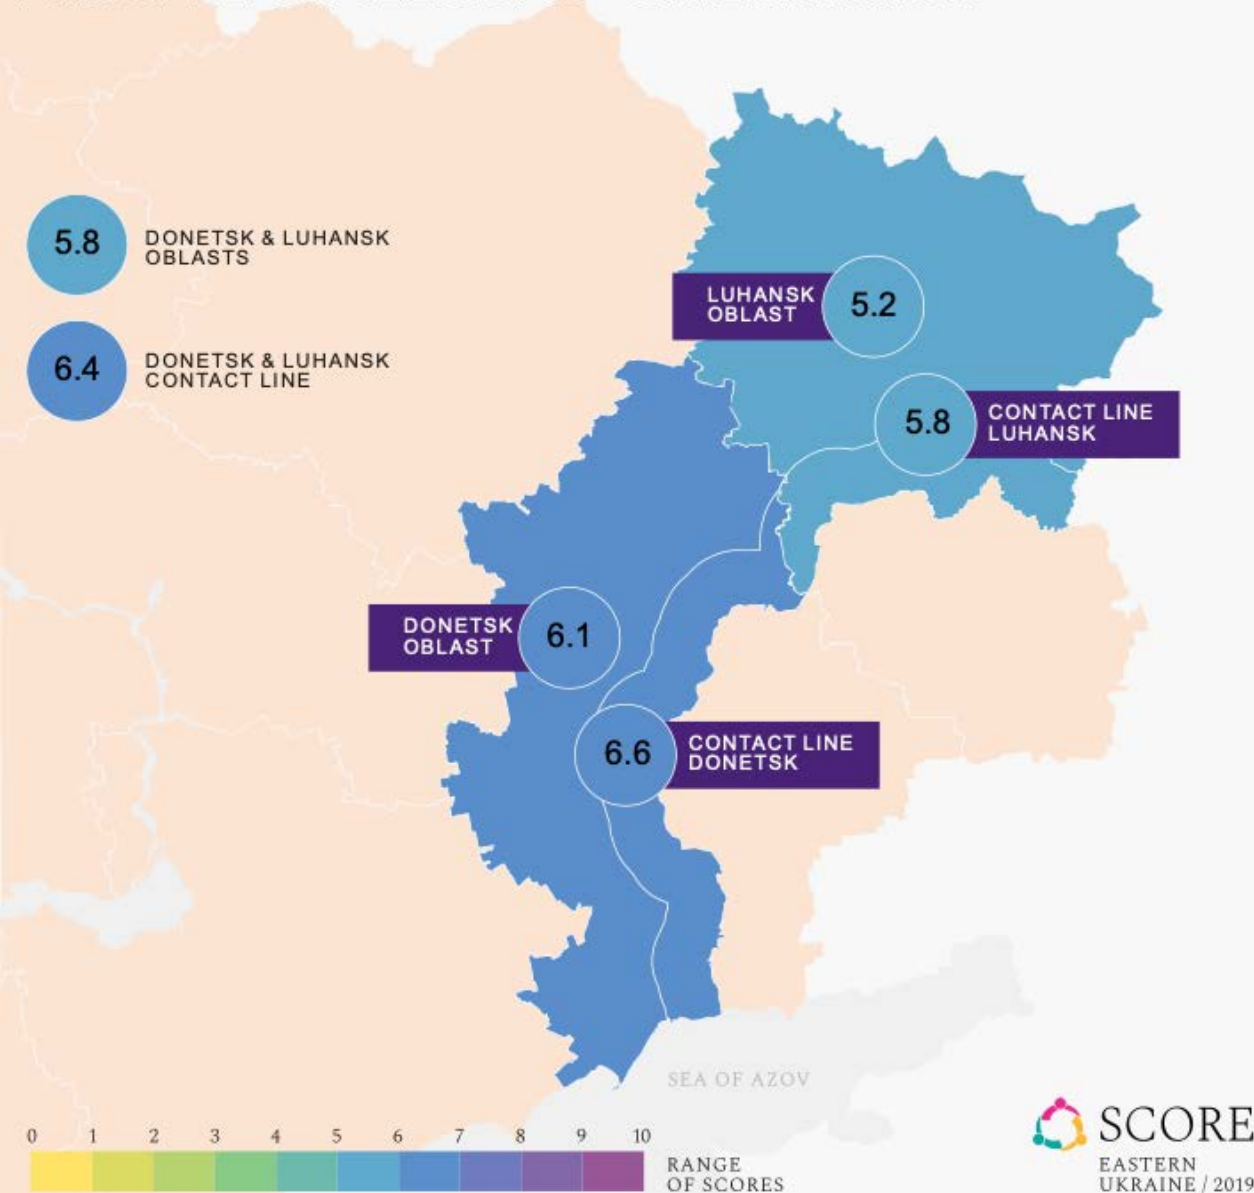 5.8
DONETSK & LUHANSK
OBLASTS
6.4
DONETSK & LUHANSK
CONTACT LINE
LUHANSK
OBLAST
5.2
5.8
CONTACT LINE
LUHANSK
DONETSK
OBLAST
6.1
6.6
CONTACT LINE
DONETSK
SEA OF AZOV
0 1 2 3 4 5 6 7 8 9 10
RANGE
OF SCORES
SCORE
EASTERN
UKRAINE / 2019